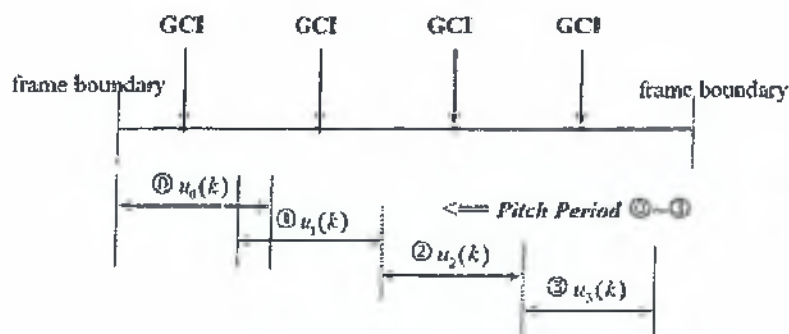 GCI GCI GCI GCI
frame boundary
frame boundary
⓪ u₀(k)
① u₁(k)
<== Pitch Period ⓪~③
② u₂(k)
③ u₃(k)